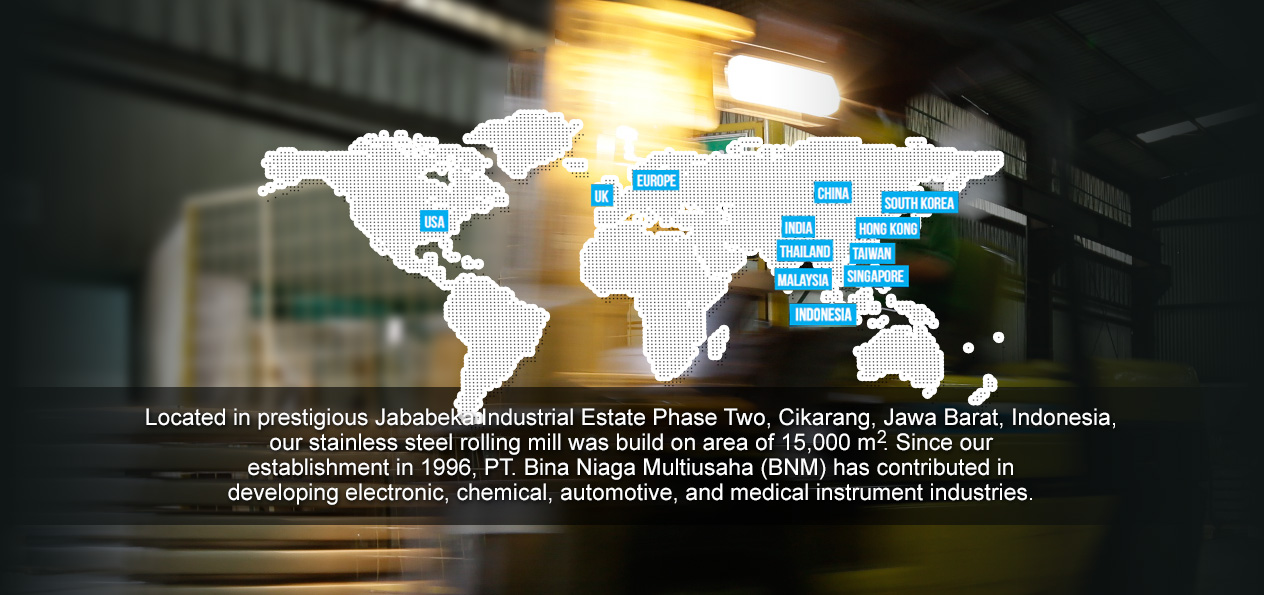 EUROPE
UK
CHINA
SOUTH KOREA
USA
INDIA
HONG KONG
THAILAND
TAIWAN
MALAYSIA
SINGAPORE
INDONESIA
Located in prestigious Jababeka Industrial Estate Phase Two, Cikarang, Jawa Barat, Indonesia,
our stainless steel rolling mill was build on area of 15,000 m². Since our
establishment in 1996, PT. Bina Niaga Multiusaha (BNM) has contributed in
developing electronic, chemical, automotive, and medical instrument industries.